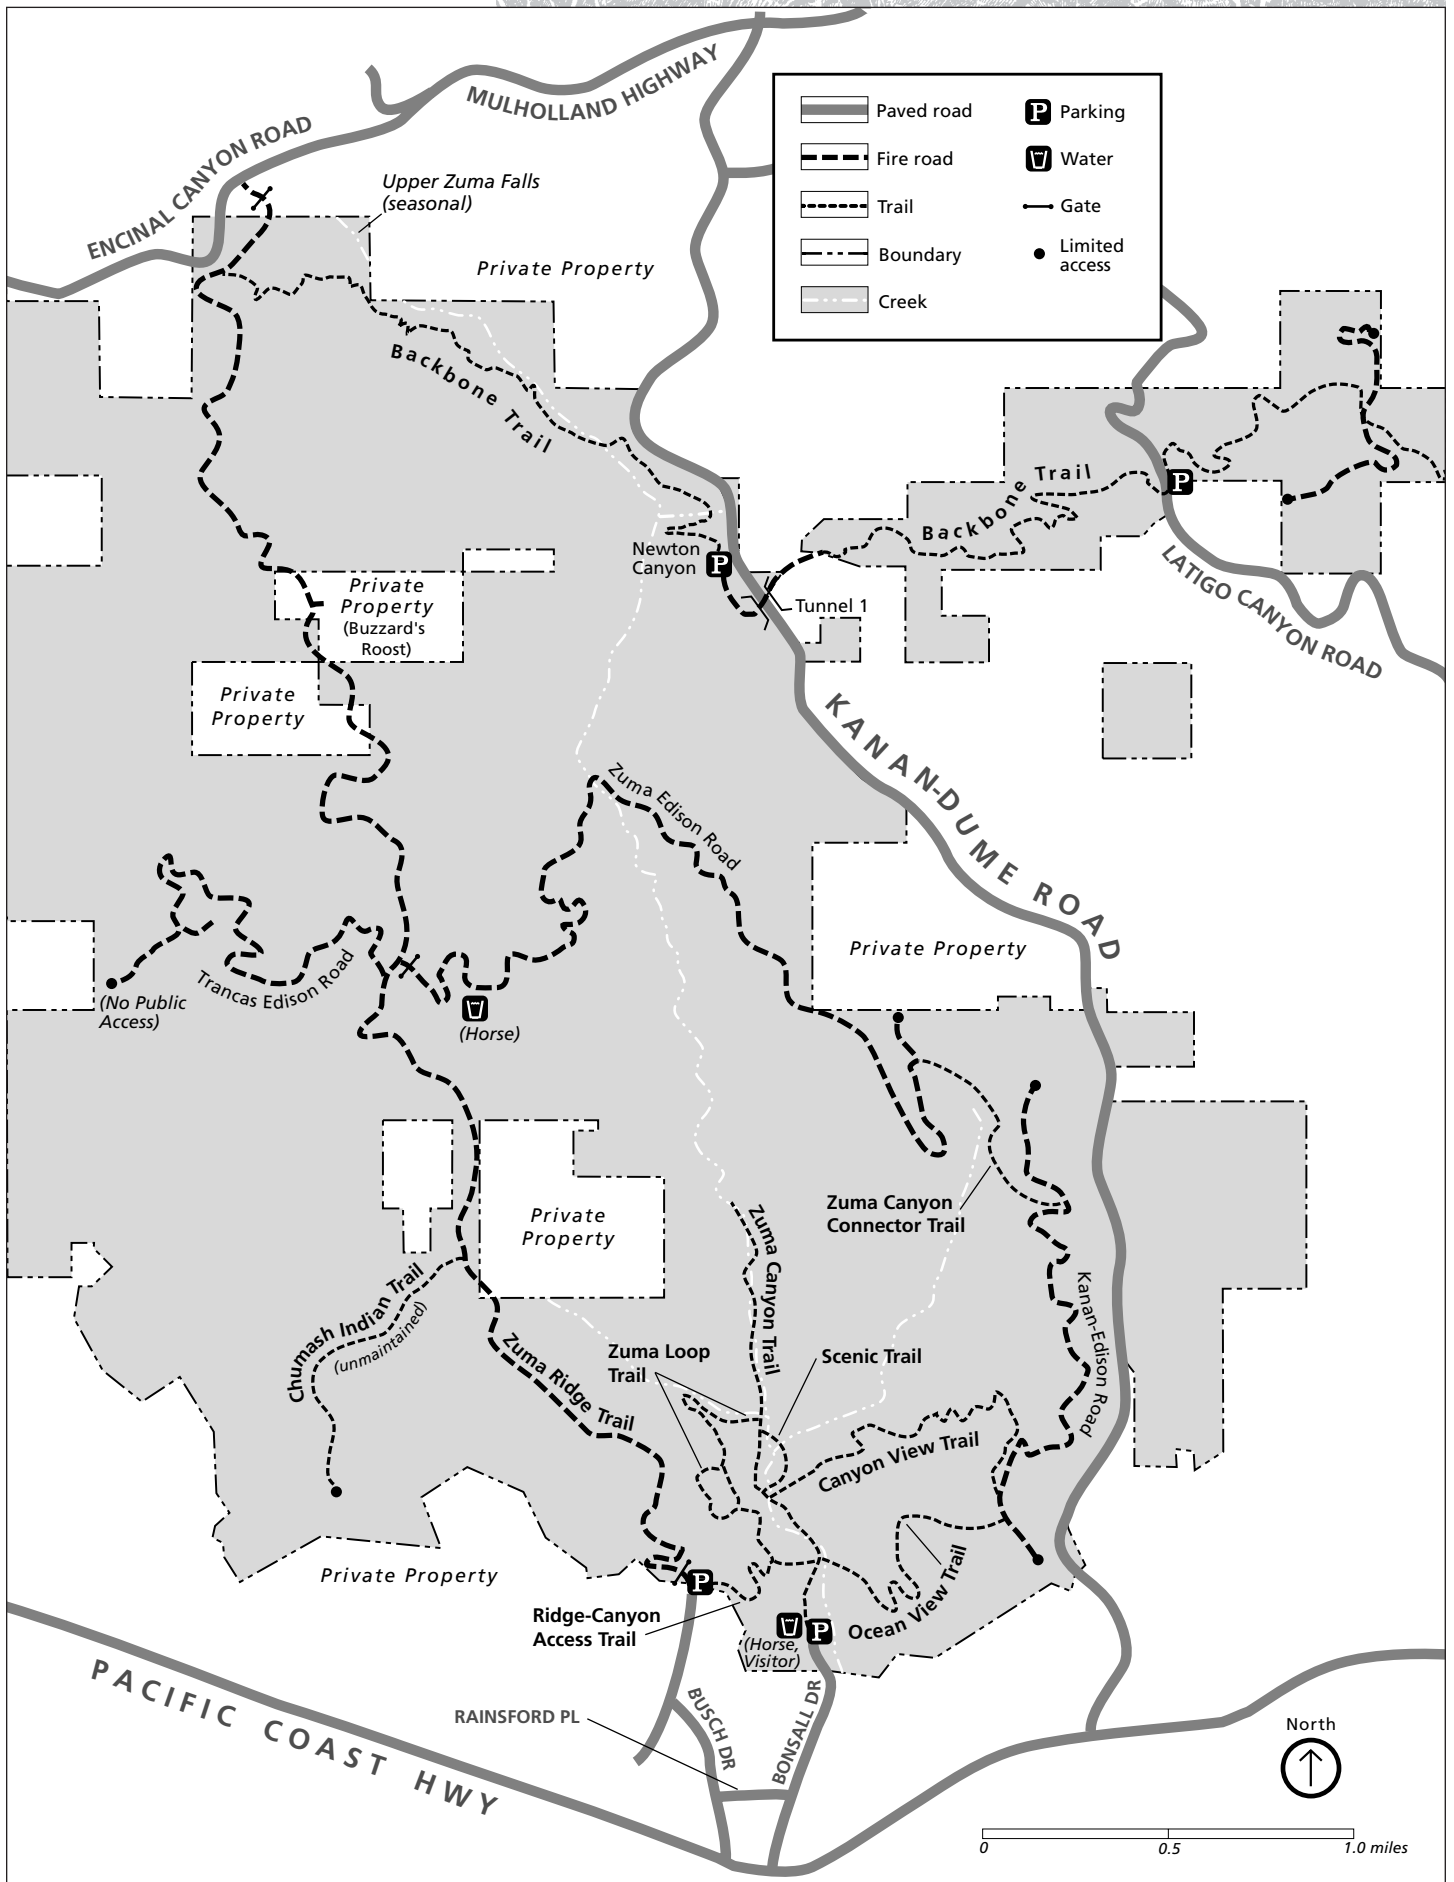 MULHOLLAND HIGHWAY
ENCINAL CANYON ROAD
Paved road
Fire road
Trail
Boundary
Creek
P Parking
Water
Gate
Limited
access
Upper Zuma Falls
(seasonal)
Private Property
Backbone Trail
Backbone Trail
P
LATIGO CANYON ROAD
Newton
Canyon
P
Tunnel 1
Private
Property
(Buzzard's
Roost)
Private
Property
KANAN-DUME ROAD
Zuma Edison Road
Private Property
Trancas Edison Road
(No Public
Access)
(Horse)
Zuma Canyon
Connector Trail
Private
Property
Zuma Canyon Trail
Chumash Indian Trail
(unmaintained)
Kanan-Edison Road
Zuma Ridge Trail
Zuma Loop
Trail
Scenic Trail
Canyon View Trail
Ocean View Trail
Private Property
P
Ridge-Canyon
Access Trail
P
(Horse,
Visitor)
PACIFIC COAST HWY
RAINSFORD PL
BUSCH DR
BONSALL DR
North
0 0.5 1.0 miles